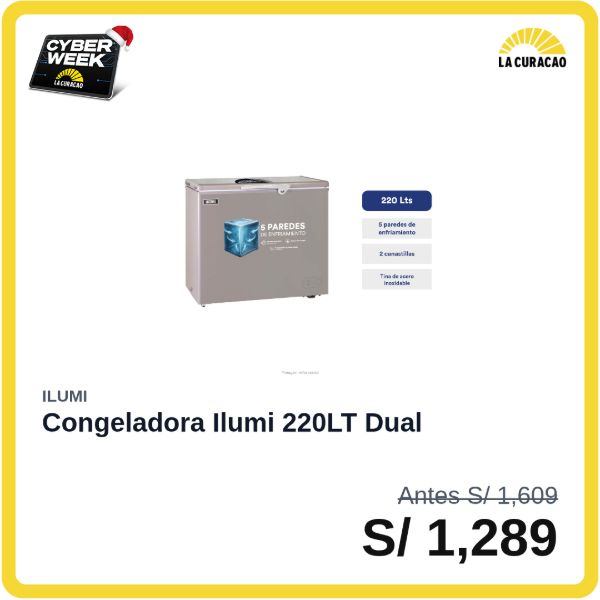 CYBER
WEEK
LA CURACAO
LA CURACAO
5 PAREDES
DE ENFRIAMIENTO
220 Lts
5 paredes de
enfriamiento
2 canastillas
Tina de acero
inoxidable
ILUMI
Congeladora Ilumi 220LT Dual
Antes S/ 1,609
S/ 1,289